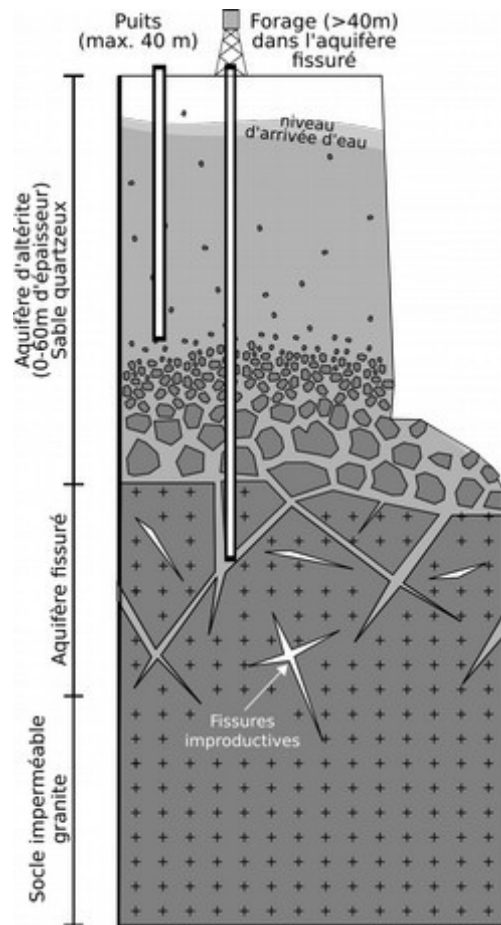 Puits
(max. 40 m)
Forage (>40m)
dans l'aquifère
fissuré
niveau
d'arrivée d'eau
Aquifère d'altérite
(0-60m d'épaisseur)
Sable quartzeux
Aquifère fissuré
Fissures
improductives
Socle imperméable
granite